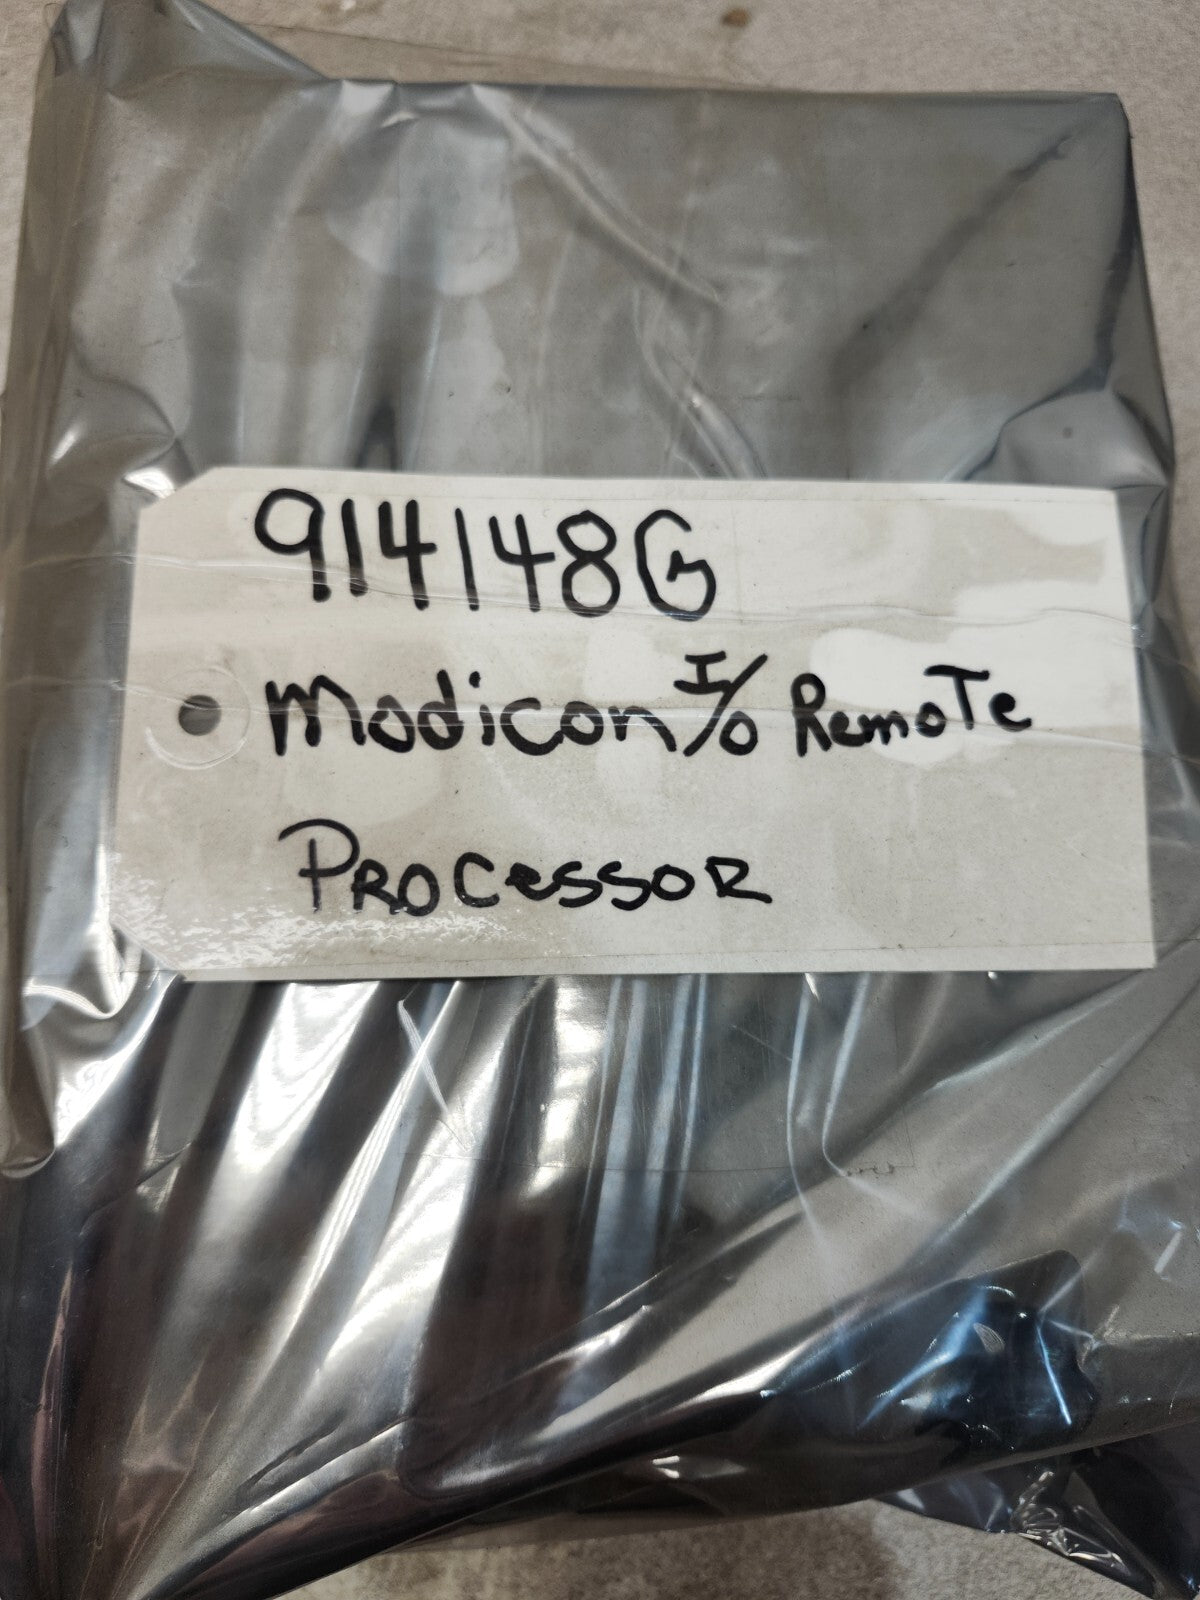 914148G
Modicon I/O Remote
Processor